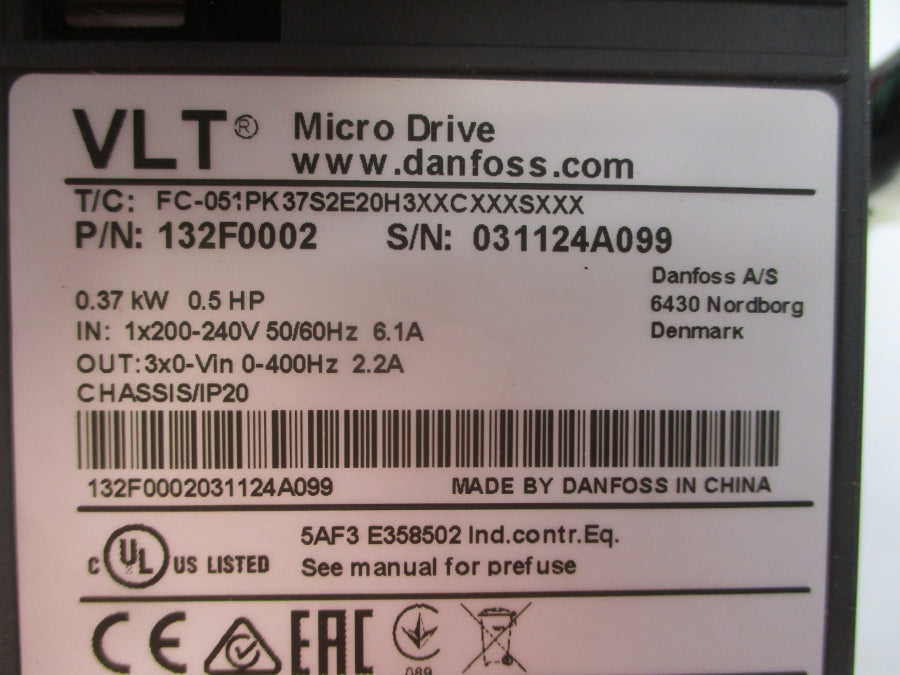 VLT® Micro Drive
www.danfoss.com
T/C: FC-051PK37S2E20H3XXCXXXSXXX
P/N: 132F0002 S/N: 031124A099
Danfoss A/S
6430 Nordborg
Denmark
0.37 kW 0.5 HP
IN: 1x200-240V 50/60Hz 6.1A
OUT:3x0-Vin 0-400Hz 2.2A
CHASSIS/IP20
132F0002031124A099 MADE BY DANFOSS IN CHINA
c UL US LISTED
5AF3 E358502 Ind.contr.Eq.
See manual for prefuse
CE EAC
089